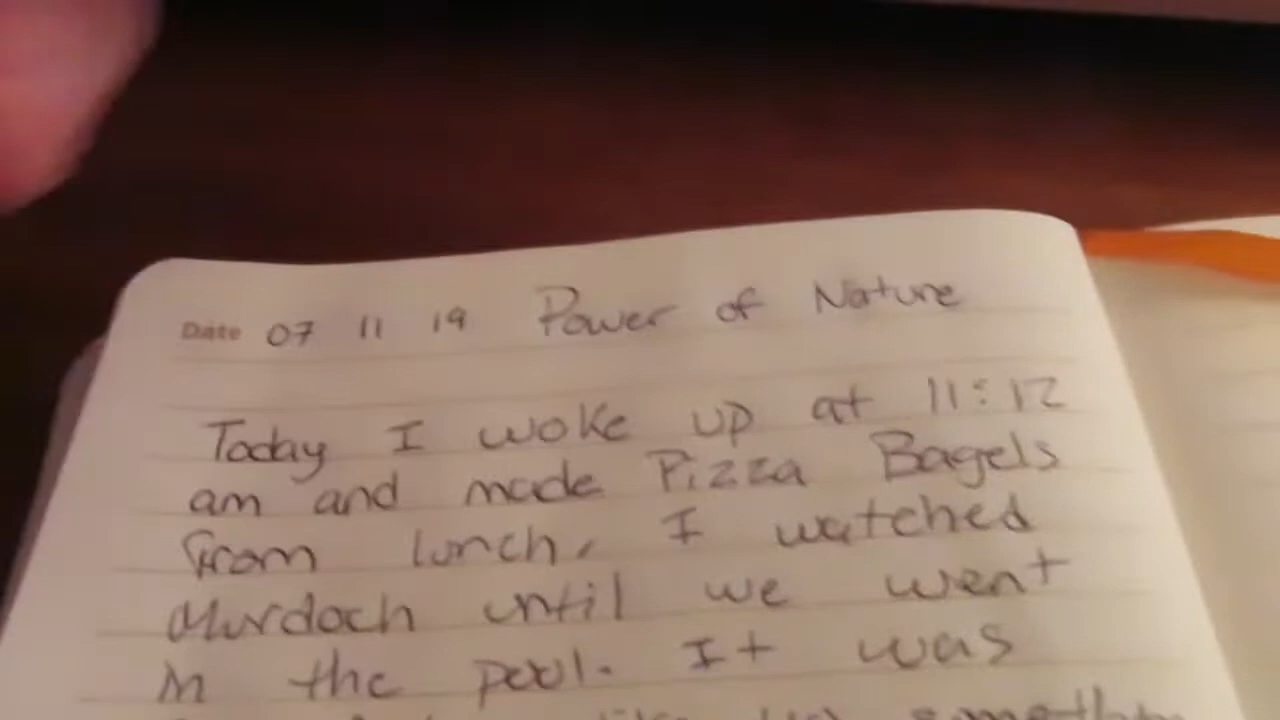 Date 07 11 19 Power of Nature
Today I woke up at 11:12
am and made Pizza Bagels
from lunch, I watched
Murdoch until we went
in the pool. It was